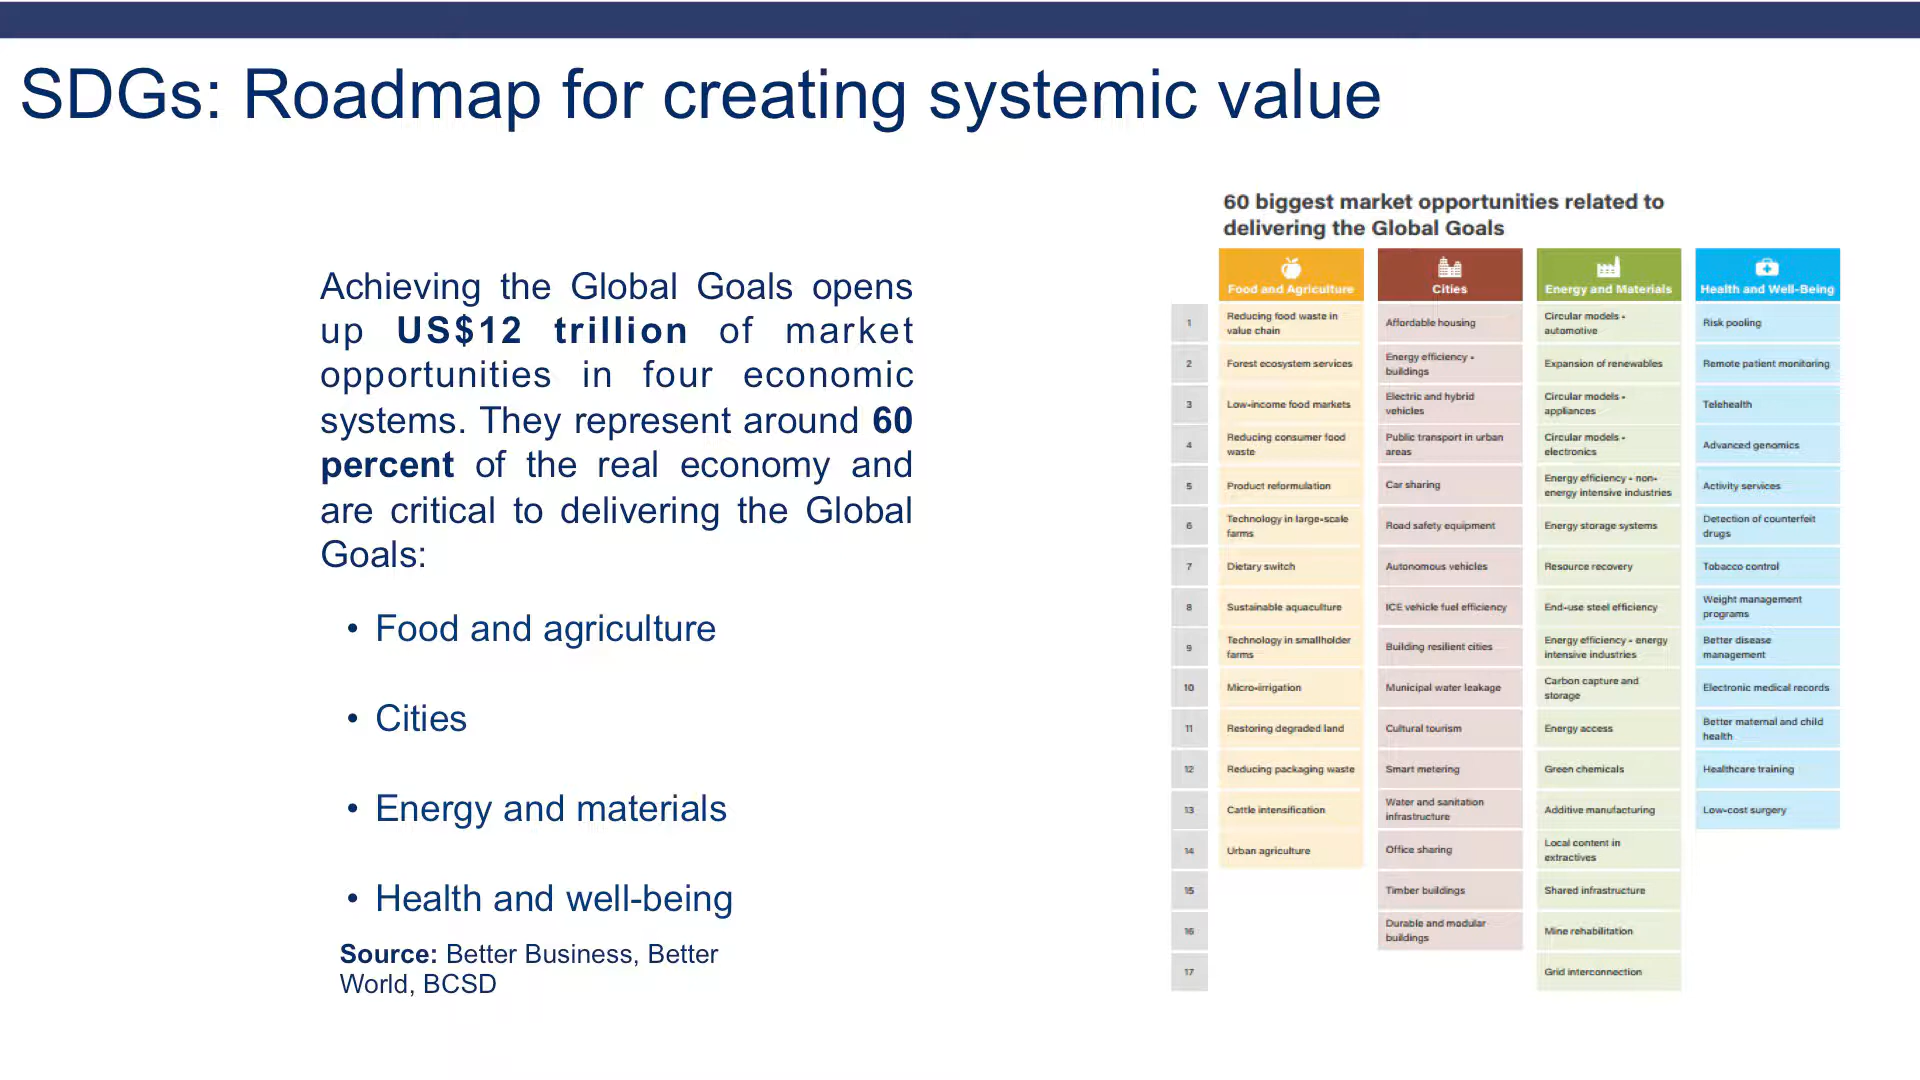 SDGs: Roadmap for creating systemic value
Achieving the Global Goals opens
up US$12 trillion of market
opportunities in four economic
systems. They represent around 60
percent of the real economy and
are critical to delivering the Global
Goals:
• Food and agriculture
• Cities
• Energy and materials
• Health and well-being
Source: Better Business, Better
World, BCSD
60 biggest market opportunities related to
delivering the Global Goals
Food and Agriculture Cities Energy and Materials Health and Well-Being
1
Reducing food waste in
value chain
Affordable housing
Circular models -
automotive
Risk pooling
2
Forest ecosystem services
Energy efficiency -
buildings
Expansion of renewables
Remote patient monitoring
3
Low-income food markets
Electric and hybrid
vehicles
Circular models -
appliances
Telehealth
4
Reducing consumer food
waste
Public transport in urban
areas
Circular models -
electronics
Advanced genomics
5
Product reformulation
Car sharing
Energy efficiency - non-
energy intensive industries
Activity services
6
Technology in large-scale
farms
Road safety equipment
Energy storage systems
Detection of counterfeit
drugs
7
Dietary switch
Autonomous vehicles
Resource recovery
Tobacco control
8
Sustainable aquaculture
ICE vehicle fuel efficiency
End-use steel efficiency
Weight management
programs
9
Technology in smallholder
farms
Building resilient cities
Energy efficiency - energy
intensive industries
Better disease
management
10
Micro-irrigation
Municipal water leakage
Carbon capture and
storage
Electronic medical records
11
Restoring degraded land
Cultural tourism
Energy access
Better maternal and child
health
12
Reducing packaging waste
Smart metering
Green chemicals
Healthcare training
13
Cattle intensification
Water and sanitation
infrastructure
Additive manufacturing
Low-cost surgery
14
Urban agriculture
Office sharing
Local content in
extractives
15
Timber buildings
Shared infrastructure
16
Durable and modular
buildings
Mine rehabilitation
17
Grid interconnection